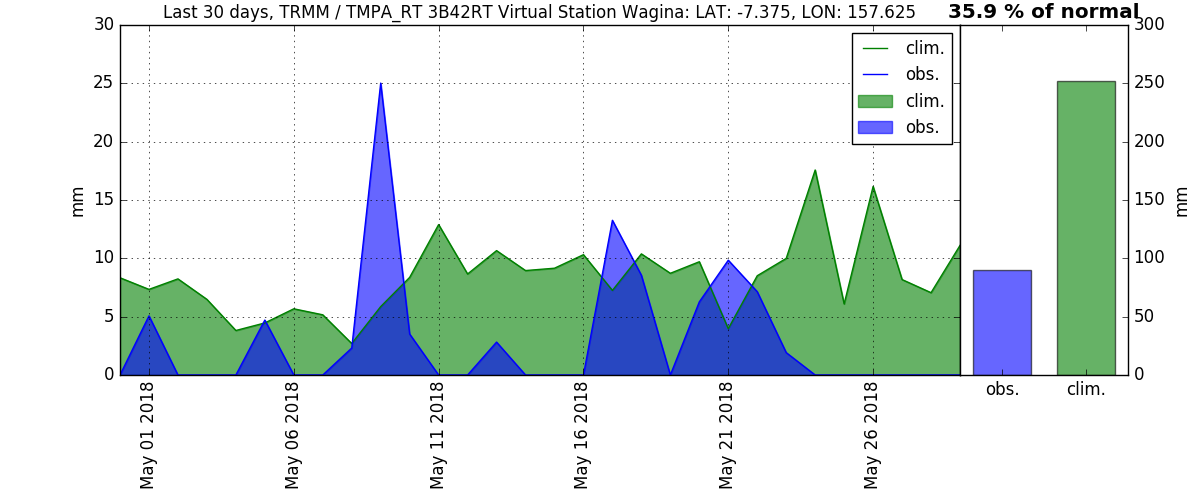 Last 30 days, TRMM / TMPA_RT 3B42RT Virtual Station Wagina: LAT: -7.375, LON: 157.625
35.9 % of normal
30
25
20
15
10
5
0
mm
clim.
obs.
clim.
obs.
300
250
200
150
100
50
0
mm
May 01 2018
May 06 2018
May 11 2018
May 16 2018
May 21 2018
May 26 2018
obs.
clim.